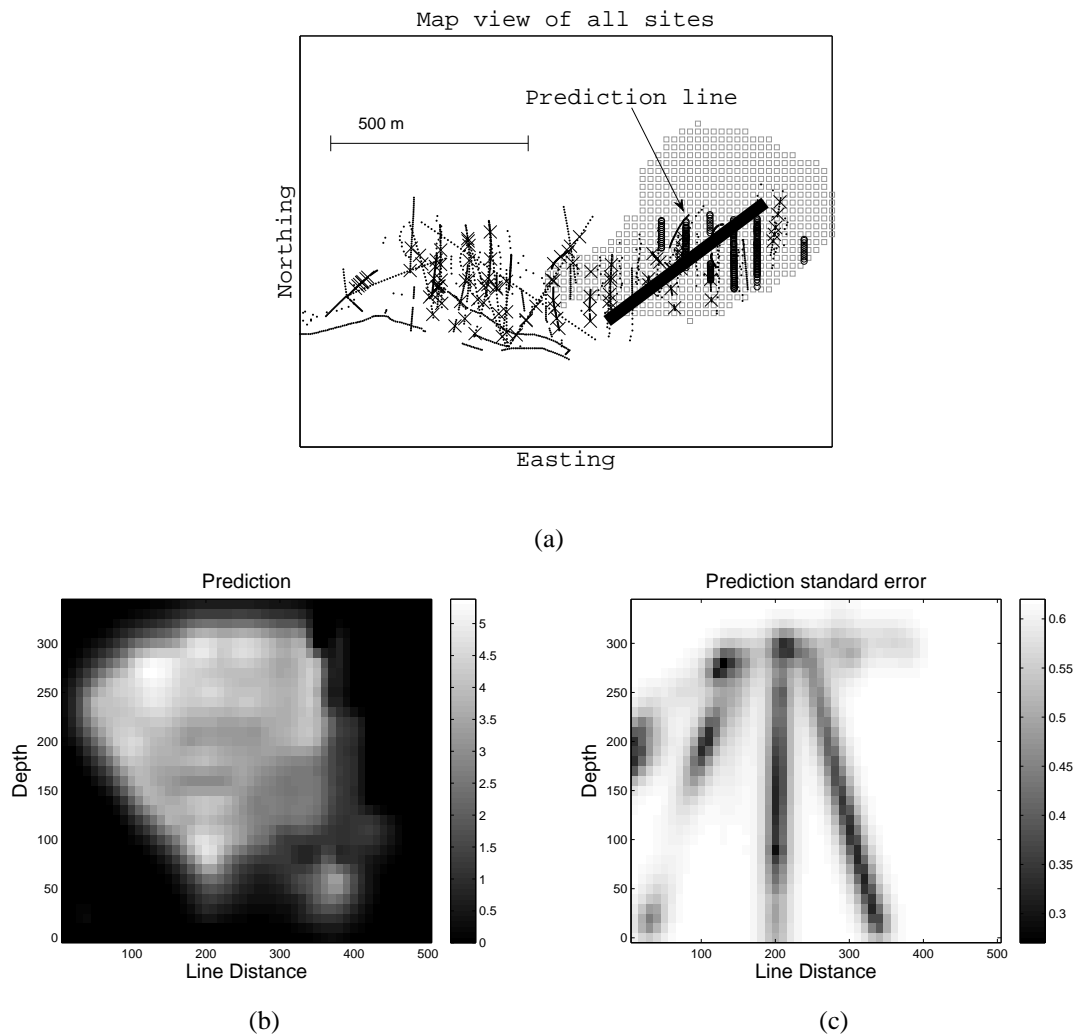 Map view of all sites
Prediction line
500 m
Northing
Easting
(a)
Prediction
300
250
200
150
100
50
0
Depth
100 200 300 400 500
Line Distance
5
4.5
4
3.5
3
2.5
2
1.5
1
0.5
0
(b)
Prediction standard error
300
250
200
150
100
50
0
Depth
100 200 300 400 500
Line Distance
0.6
0.55
0.5
0.45
0.4
0.35
0.3
(c)